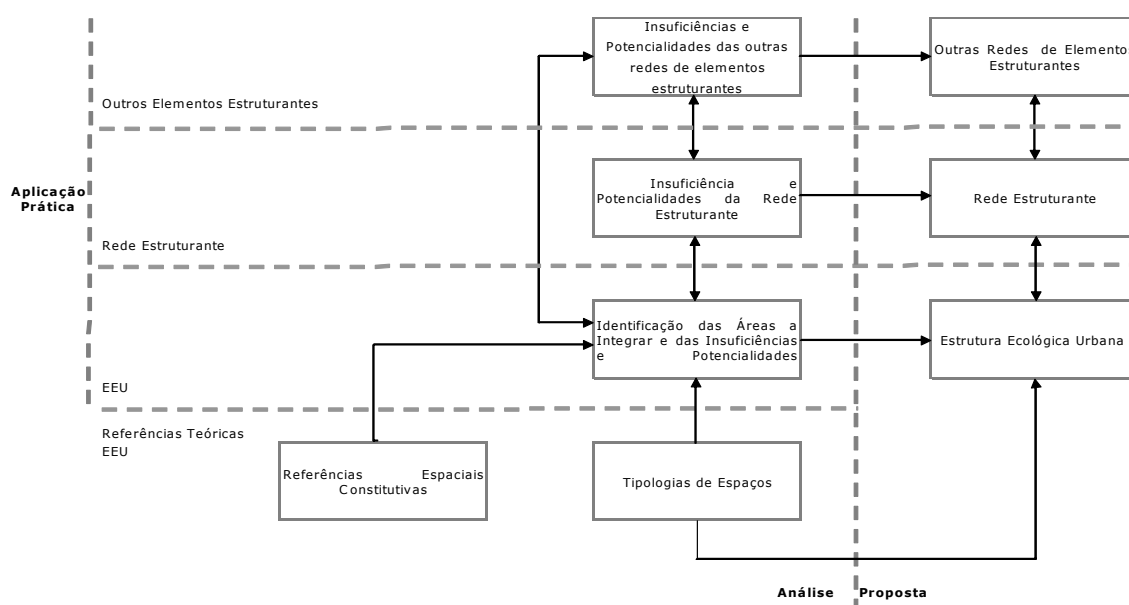 Insuficiências e
Potencialidades das outras
redes de elementos
estruturantes
Outras Redes de Elementos
Estruturantes
Outros Elementos Estruturantes
Aplicação
Prática
Insuficiência e
Potencialidades da Rede
Estruturante
Rede Estruturante
Rede Estruturante
Identificação das Áreas a
Integrar e das Insuficiências
e Potencialidades
Estrutura Ecológica Urbana
EEU
Referências Teóricas
EEU
Referências Espaciais
Constitutivas
Tipologias de Espaços
Análise
Proposta